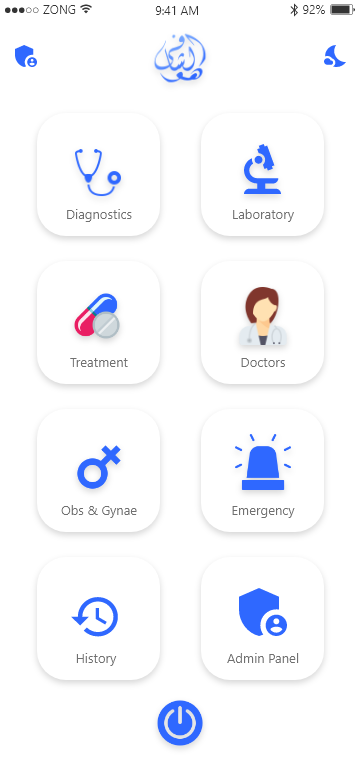 ZONG 9:41 AM 92%
Diagnostics Laboratory
Treatment Doctors
Obs & Gynae Emergency
History Admin Panel